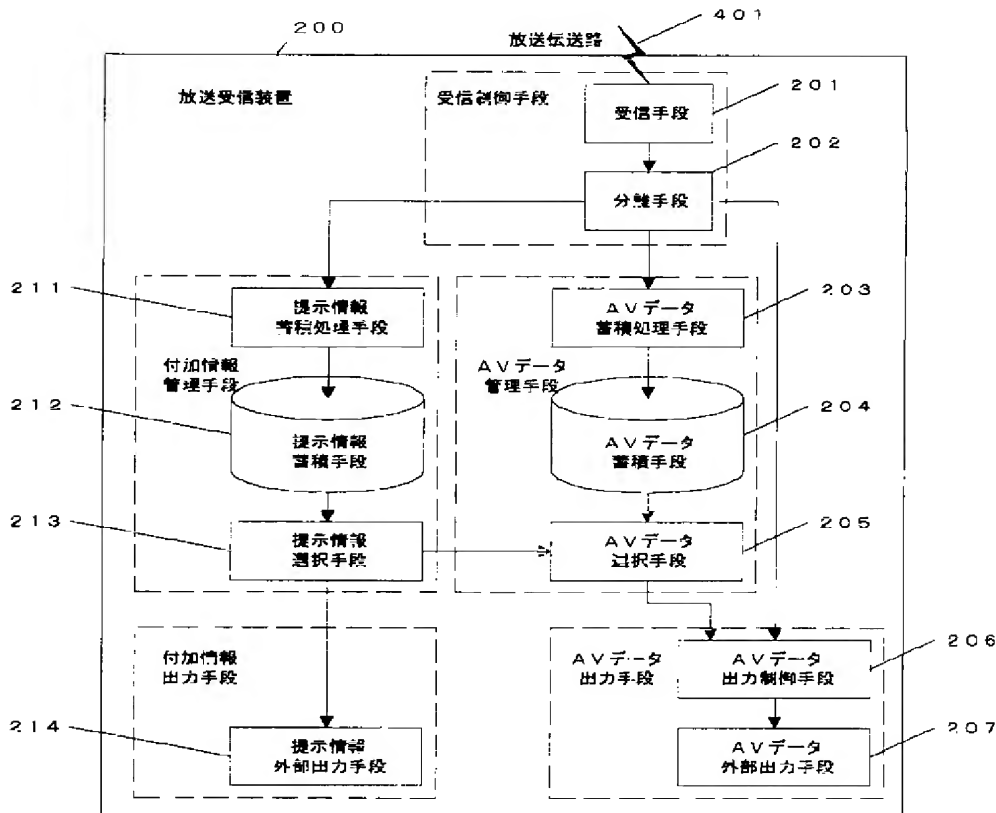 ４０１
２００
放送伝送路
放送受信装置
受信制御手段
２０１
受信手段
２０２
分離手段
２１１
提示情報
蓄積処理手段
ＡＶデータ
蓄積処理手段
２０３
付加情報
管理手段
ＡＶデータ
管理手段
２１２
提示情報
蓄積手段
ＡＶデータ
蓄積手段
２０４
２１３
提示情報
選択手段
ＡＶデータ
選択手段
２０５
付加情報
出力手段
ＡＶデータ
出力手段
ＡＶデータ
出力制御手段
２０６
２１４
提示情報
外部出力手段
ＡＶデータ
外部出力手段
２０７